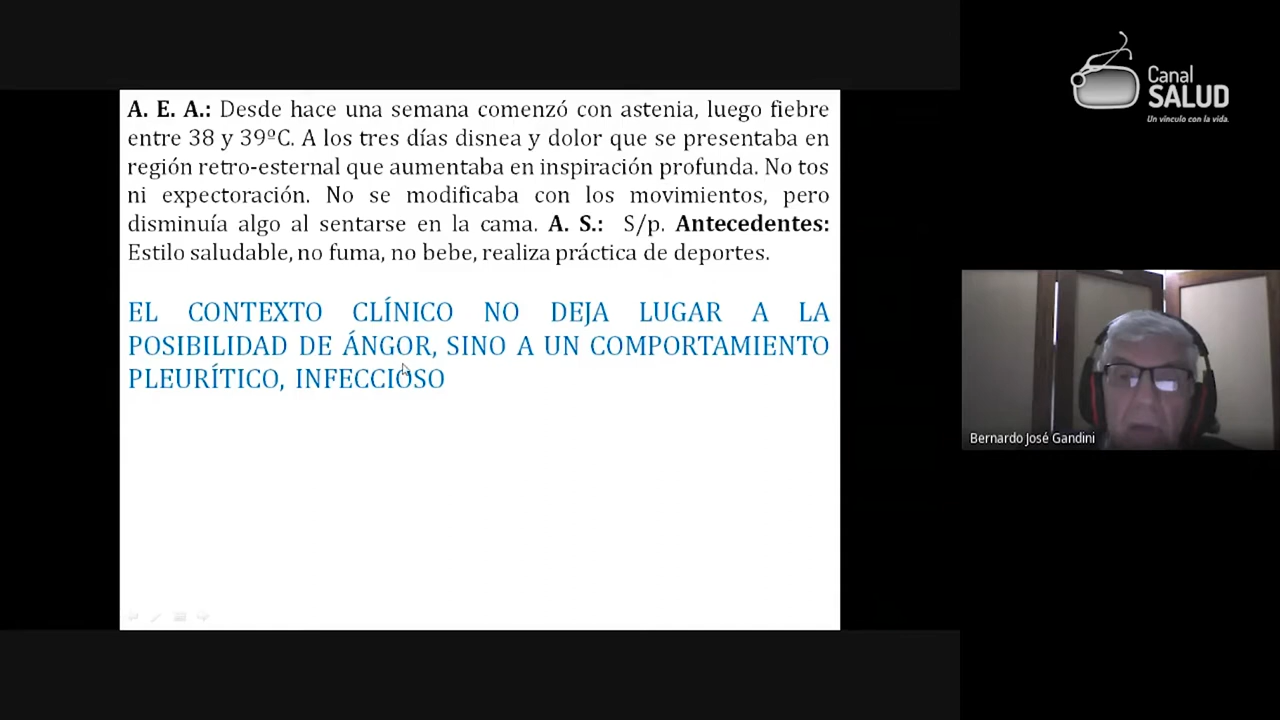 A. E. A.: Desde hace una semana comenzó con astenia, luego fiebre
entre 38 y 39ºC. A los tres días disnea y dolor que se presentaba en
región retro-esternal que aumentaba en inspiración profunda. No tos
ni expectoración. No se modificaba con los movimientos, pero
disminuía algo al sentarse en la cama. A. S.: S/p. Antecedentes:
Estilo saludable, no fuma, no bebe, realiza práctica de deportes.
EL CONTEXTO CLÍNICO NO DEJA LUGAR A LA
POSIBILIDAD DE ÁNGOR, SINO A UN COMPORTAMIENTO
PLEURÍTICO, INFECCIOSO
Canal
SALUD
Un vínculo con la vida.
Bernardo José Gandini